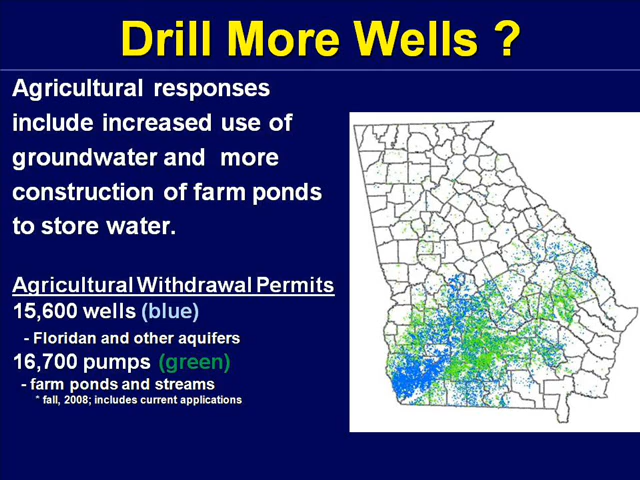 Drill More Wells ?
Agricultural responses
include increased use of
groundwater and more
construction of farm ponds
to store water.
Agricultural Withdrawal Permits
15,600 wells (blue)
- Floridan and other aquifers
16,700 pumps (green)
- farm ponds and streams
* fall, 2008; includes current applications